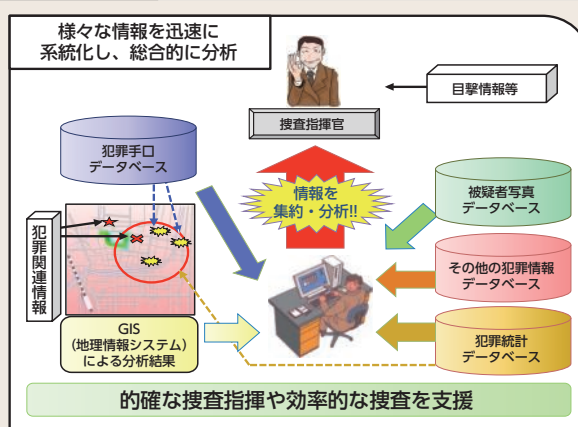 様々な情報を迅速に
系統化し、総合的に分析
目撃情報等
捜査指揮官
犯罪手口
データベース
情報を
集約・分析!!
被疑者写真
データベース
犯罪関連情報
その他の犯罪情報
データベース
GIS
（地理情報システム）
による分析結果
犯罪統計
データベース
的確な捜査指揮や効率的な捜査を支援